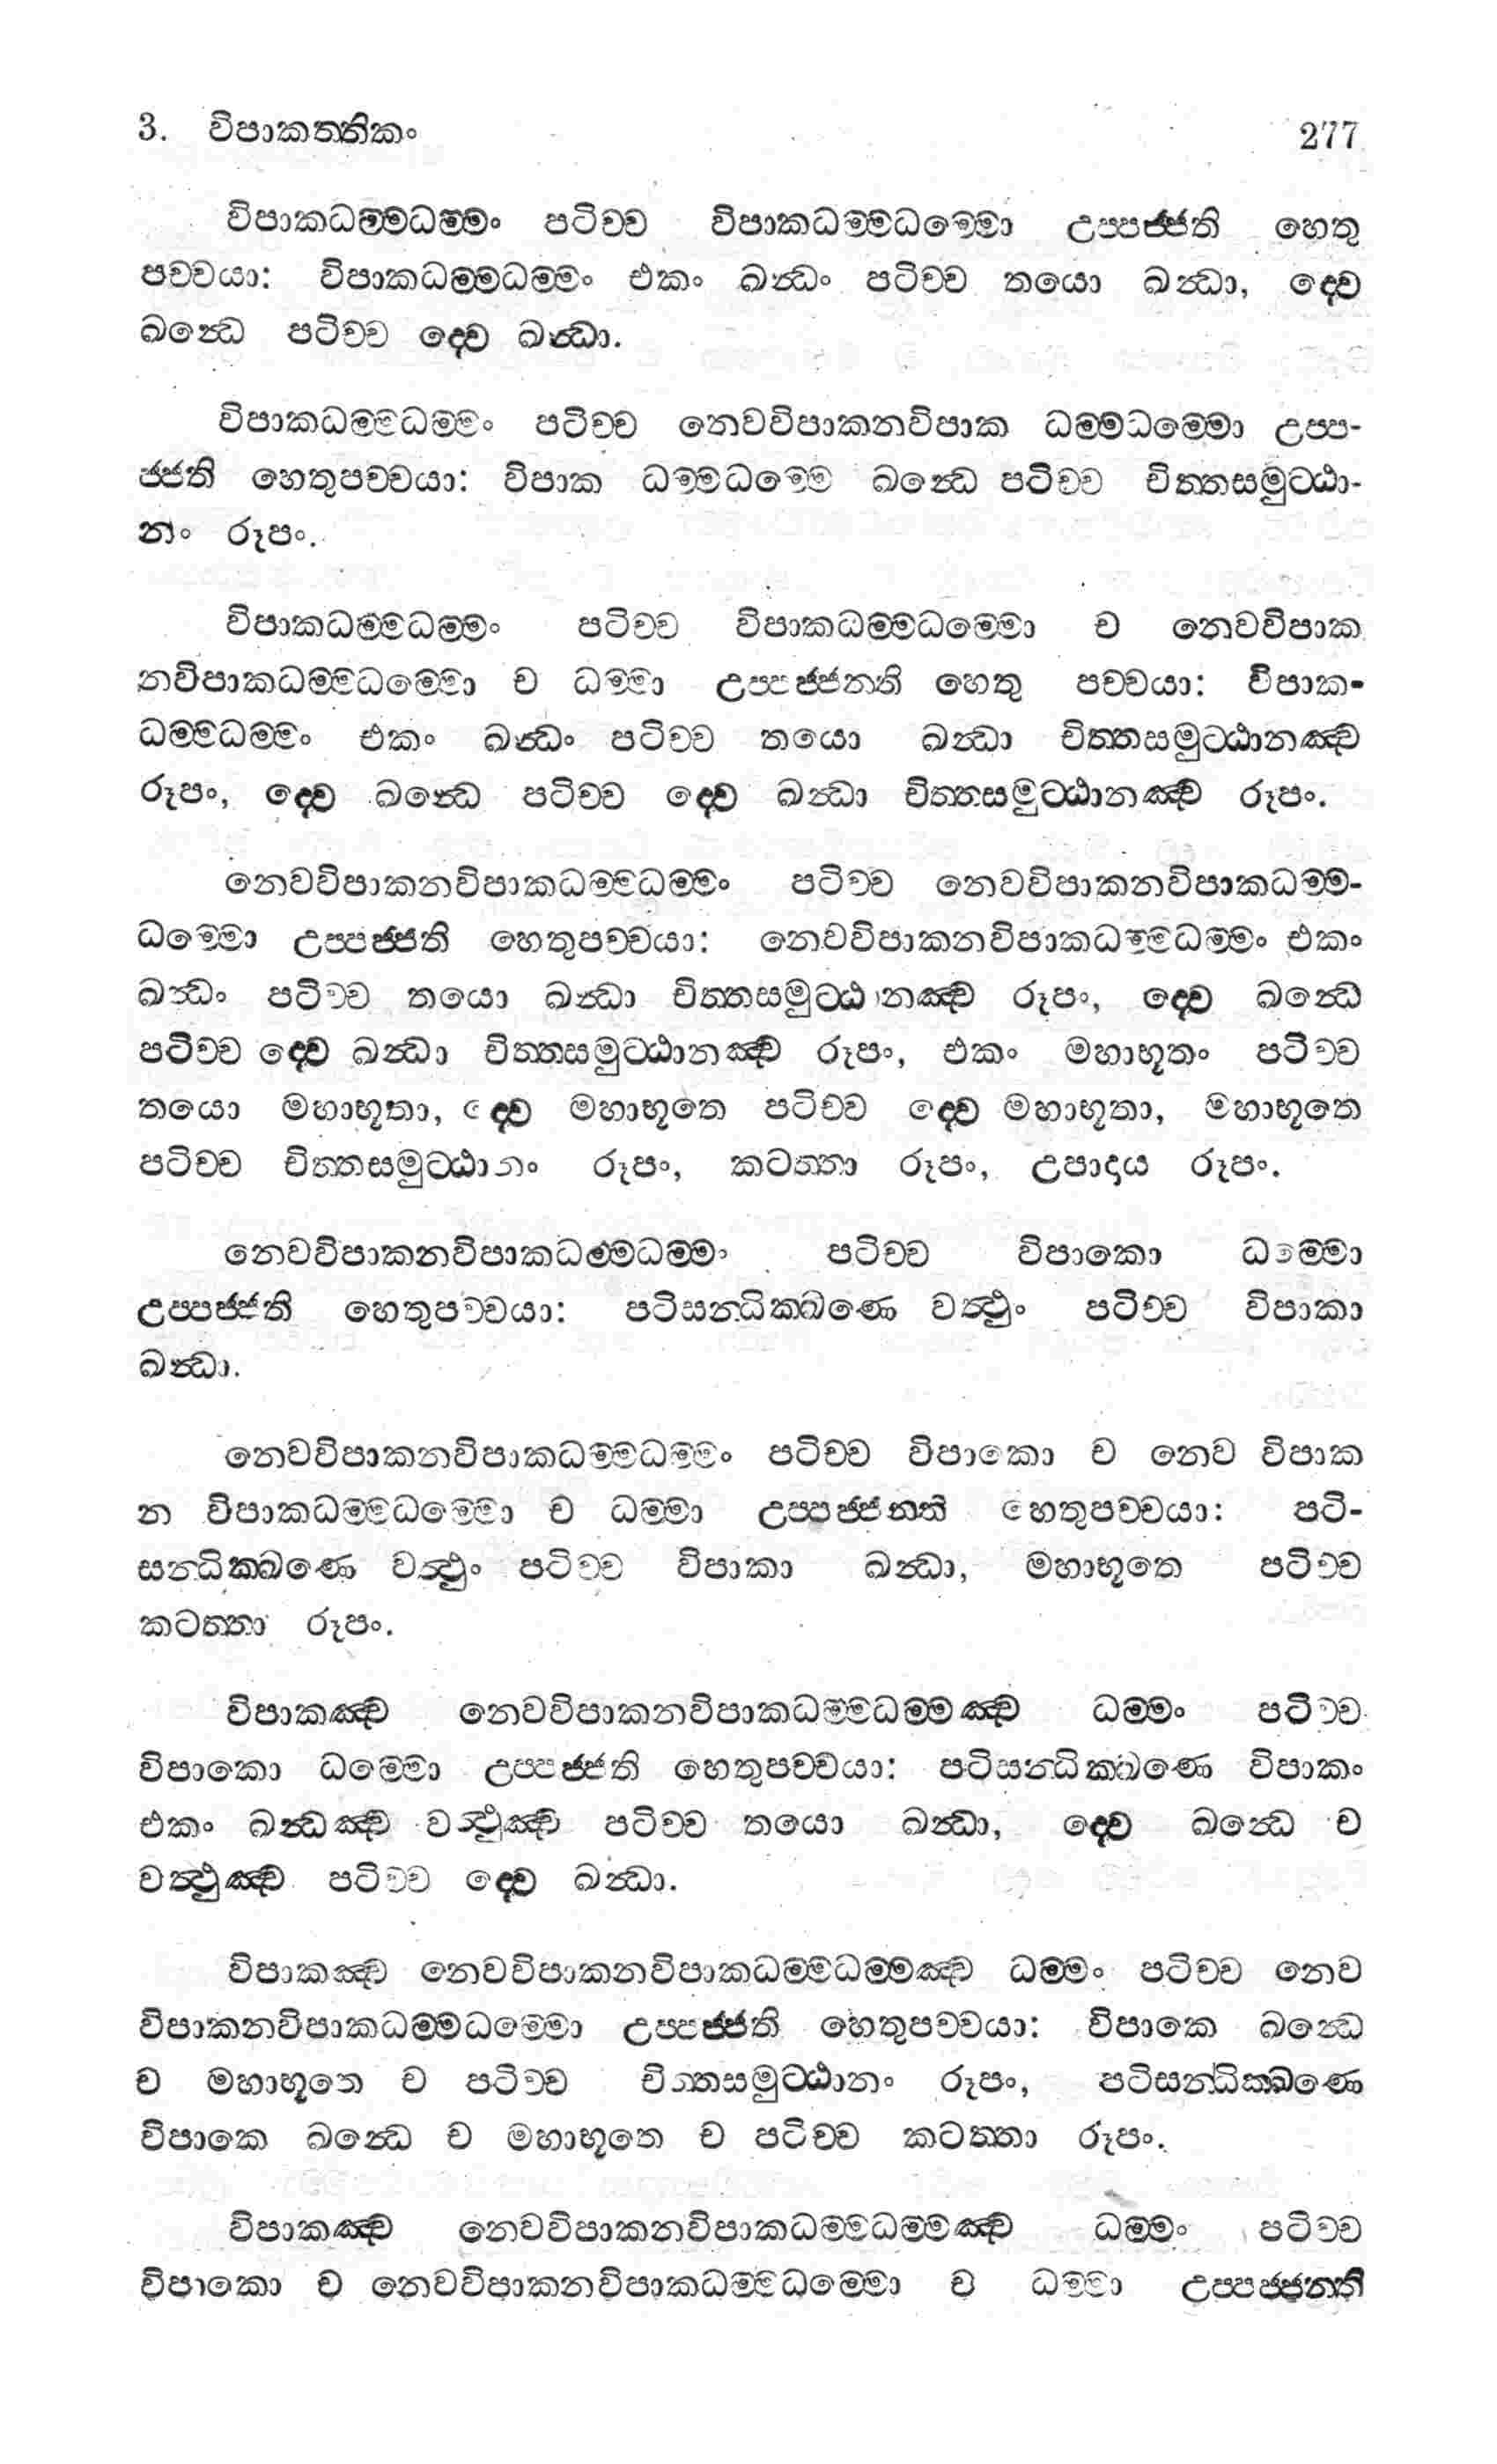 3. විපාකත්තිකං 277
විපාකධම්මධම්මං පටිච්ච විපාකධම්මධම්මො උප්පජ්ජති හෙතු
පච්චයා: විපාකධම්මධම්මං එකං ඛන්ධං පටිච්ච තයො ඛන්ධා, ද්වෙ
ඛන්ධෙ පටිච්ච ද්වෙ ඛන්ධා.
විපාකධම්මධම්මං පටිච්ච නෙවවිපාකනවිපාක ධම්මධම්මො උප්ප-
ජ්ජති හෙතුපච්චයා: විපාක ධම්මධම්මෙ ඛන්ධෙ පටිච්ච චිත්තසමුට්ඨා-
නං රූපං.
විපාකධම්මධම්මං පටිච්ච විපාකධම්මධම්මො ච නෙවවිපාක
නවිපාකධම්මධම්මො ච ධම්මා උප්පජ්ජන්ති හෙතු පච්චයා: විපාක-
ධම්මධම්මං එකං ඛන්ධං පටිච්ච තයො ඛන්ධා චිත්තසමුට්ඨානඤ්ච
රූපං, ද්වෙ ඛන්ධෙ පටිච්ච ද්වෙ ඛන්ධා චිත්තසමුට්ඨානඤ්ච රූපං.
නෙවවිපාකනවිපාකධම්මධම්මං පටිච්ච නෙවවිපාකනවිපාකධම්ම-
ධම්මො උප්පජ්ජති හෙතුපච්චයා: නෙවවිපාකනවිපාකධම්මධම්මං එකං
ඛන්ධං පටිච්ච තයො ඛන්ධා චිත්තසමුට්ඨානඤ්ච රූපං, ද්වෙ ඛන්ධෙ
පටිච්ච ද්වෙ ඛන්ධා චිත්තසමුට්ඨානඤ්ච රූපං, එකං මහාභූතං පටිච්ච
තයො මහාභූතා, ද්වෙ මහාභූතෙ පටිච්ච ද්වෙ මහාභූතා, මහාභූතෙ
පටිච්ච චිත්තසමුට්ඨානං රූපං, කටත්තා රූපං, උපාදාය රූපං.
නෙවවිපාකනවිපාකධම්මධම්මං පටිච්ච විපාකො ධම්මො
උප්පජ්ජති හෙතුපච්චයා: පටිසන්ධික්ඛණෙ වත්ථුං පටිච්ච විපාකා
ඛන්ධා.
නෙවවිපාකනවිපාකධම්මධම්මං පටිච්ච විපාකො ච නෙව විපාක
න විපාකධම්මධම්මො ච ධම්මා උප්පජ්ජන්ති හෙතුපච්චයා: පටි-
සන්ධික්ඛණෙ වත්ථුං පටිච්ච විපාකා ඛන්ධා, මහාභූතෙ පටිච්ච
කටත්තා රූපං.
විපාකඤ්ච නෙවවිපාකනවිපාකධම්මධම්මඤ්ච ධම්මං පටිච්ච
විපාකො ධම්මො උප්පජ්ජති හෙතුපච්චයා: පටිසන්ධික්ඛණෙ විපාකං
එකං ඛන්ධඤ්ච වත්ථුඤ්ච පටිච්ච තයො ඛන්ධා, ද්වෙ ඛන්ධෙ ච
වත්ථුඤ්ච පටිච්ච ද්වෙ ඛන්ධා.
විපාකඤ්ච නෙවවිපාකනවිපාකධම්මධම්මඤ්ච ධම්මං පටිච්ච නෙව
විපාකනවිපාකධම්මධම්මො උප්පජ්ජති හෙතුපච්චයා: විපාකෙ ඛන්ධෙ
ච මහාභූතෙ ච පටිච්ච චිත්තසමුට්ඨානං රූපං, පටිසන්ධික්ඛණෙ
විපාකෙ ඛන්ධෙ ච මහාභූතෙ ච පටිච්ච කටත්තා රූපං.
විපාකඤ්ච නෙවවිපාකනවිපාකධම්මධම්මඤ්ච ධම්මං පටිච්ච
විපාකො ච නෙවවිපාකනවිපාකධම්මධම්මො ච ධම්මා උප්පජ්ජන්ති